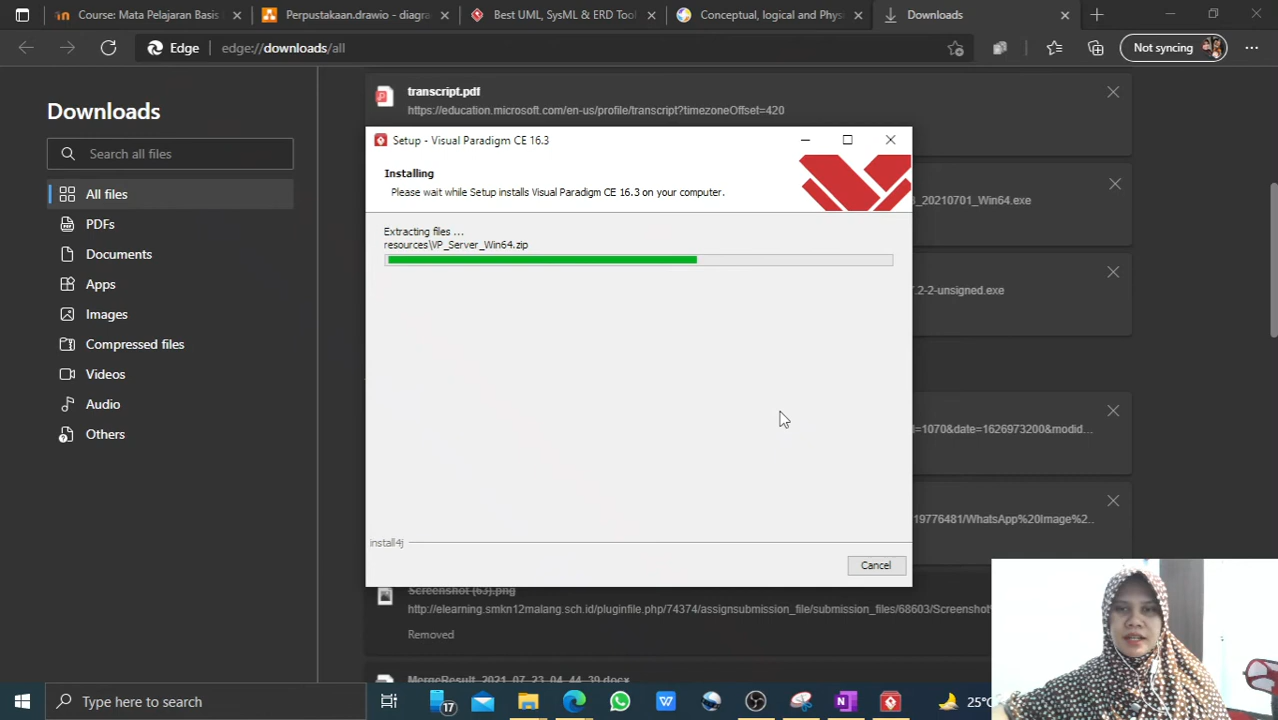 Course: Mata Pelajaran Basis
Perpustakaan.drawio - diagra
Best UML, SysML & ERD Tool
Conceptual, logical and Phys
Downloads
Edge
edge://downloads/all
Not syncing
Downloads
Search all files
All files
PDFs
Documents
Apps
Images
Compressed files
Videos
Audio
Others
transcript.pdf
https://education.microsoft.com/en-us/profile/transcript?timezoneOffset=420
_20210701_Win64.exe
.2-2-unsigned.exe
l=1070&date=1626973200&modid...
19776481/WhatsApp%20Image%2...
Setup - Visual Paradigm CE 16.3
Installing
Please wait while Setup installs Visual Paradigm CE 16.3 on your computer.
Extracting files ...
resources\VP_Server_Win64.zip
install4j
Cancel
Screenshot (63).png
http://elearning.smkn12malang.sch.id/pluginfile.php/74374/assignsubmission_file/submission_files/68603/Screenshot
Removed
MergeResult_2021_07_23_04_44_39.docx
Type here to search
17
25°C